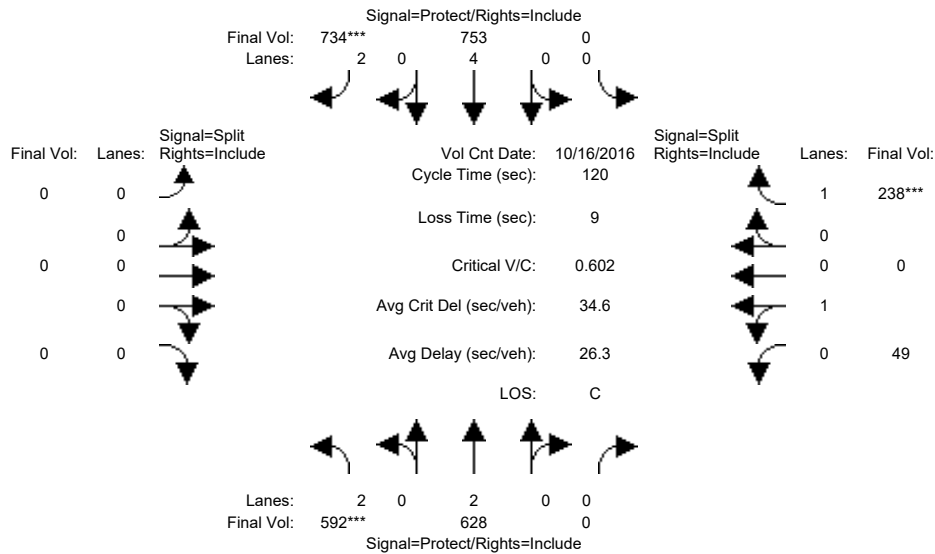 Signal=Protect/Rights=Include
Final Vol: 734*** 753 0
Lanes: 2 0 4 0 0
Signal=Split
Final Vol: Lanes: Rights=Include
Vol Cnt Date: 10/16/2016
Signal=Split
Rights=Include Lanes: Final Vol:
Cycle Time (sec): 120
0 0
1 238***
Loss Time (sec): 9
0
0
0 0
Critical V/C: 0.602
0 0
0
Avg Crit Del (sec/veh): 34.6
1
0 0
Avg Delay (sec/veh): 26.3
0 49
LOS: C
Lanes: 2 0 2 0 0
Final Vol: 592*** 628 0
Signal=Protect/Rights=Include